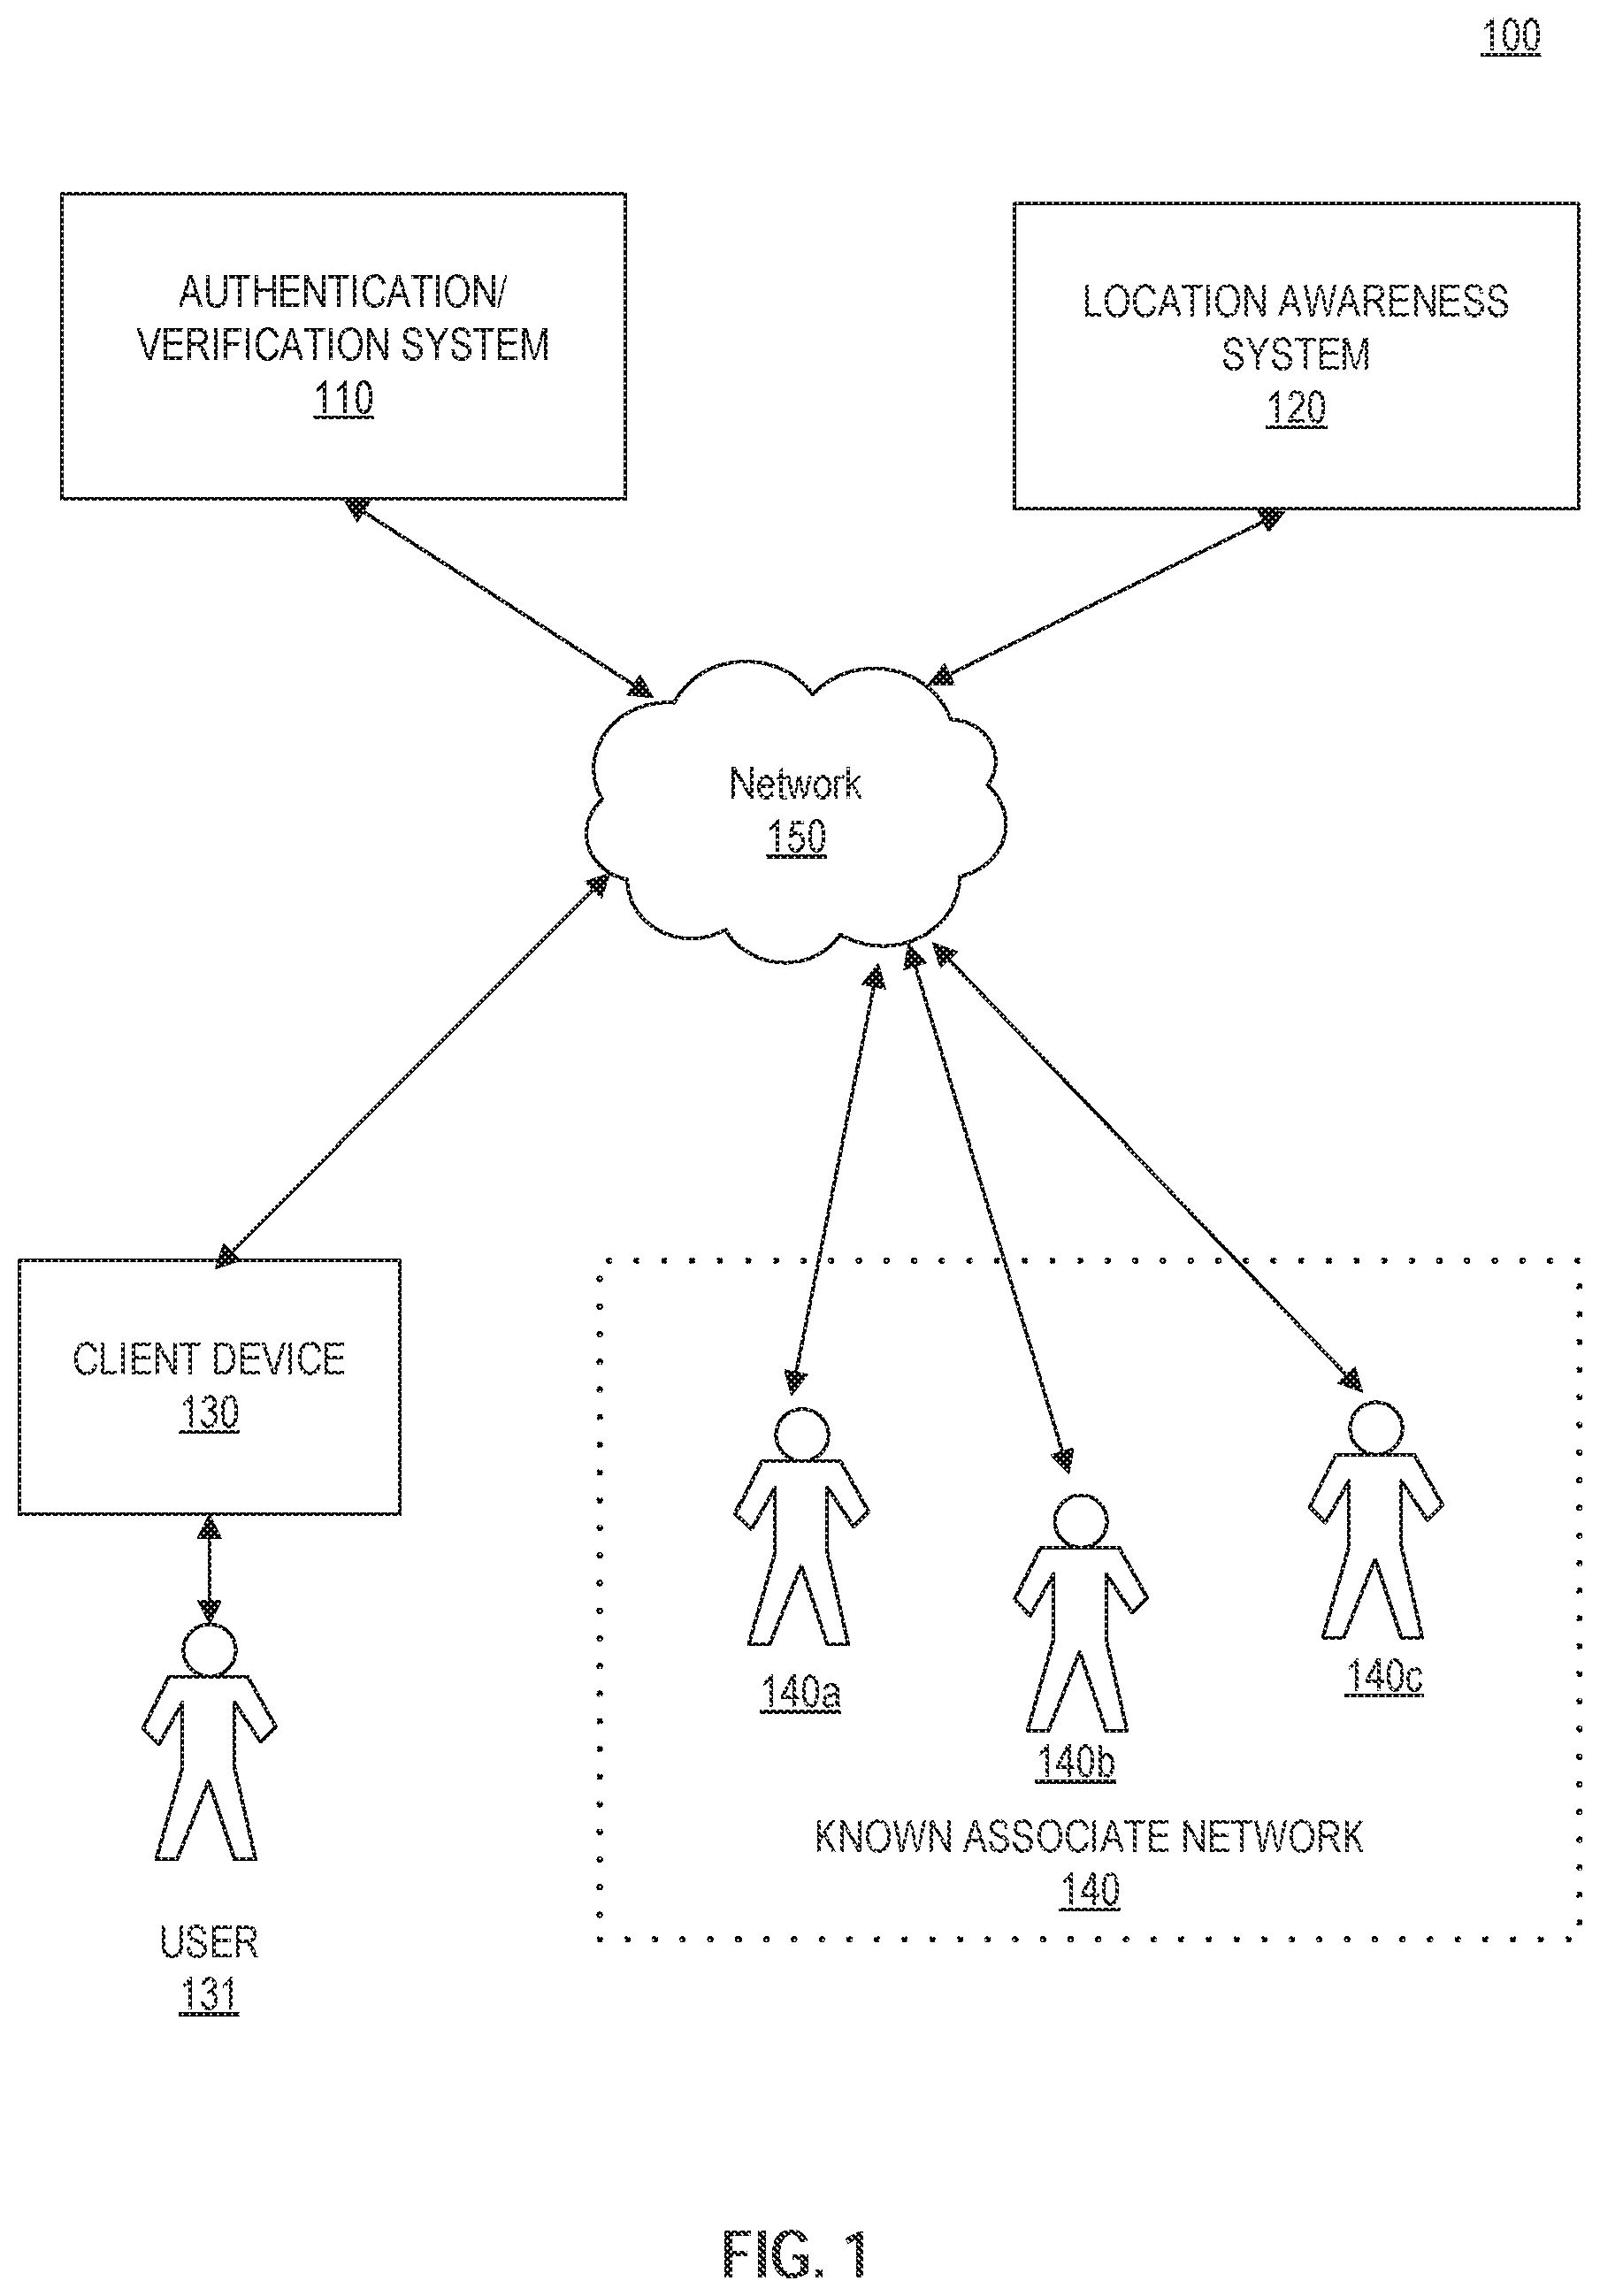 100
AUTHENTICATION/
VERIFICATION SYSTEM
110
LOCATION AWARENESS
SYSTEM
120
Network
150
CLIENT DEVICE
130
140a
140b
140c
KNOWN ASSOCIATE NETWORK
140
USER
131
FIG. 1